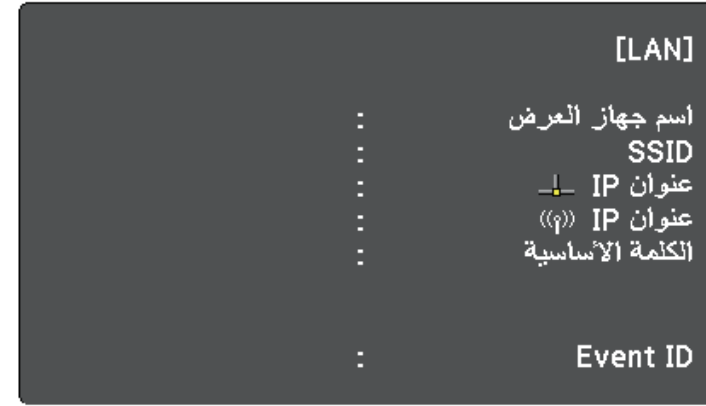 [LAN]
اسم جهاز العرض :
SSID :
عنوان IP :
عنوان IP :
الكلمة الأساسية :
Event ID :